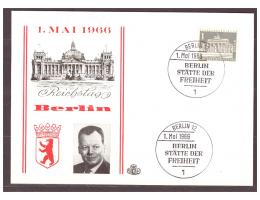 1. MAI 1966
Reichstag
Berlin
BERLIN 12
1. Mai 1966
BERLIN
STÄTTE DER
FREIHEIT
1
BERLIN 12
1. Mai 1966
BERLIN
STÄTTE DER
FREIHEIT
1